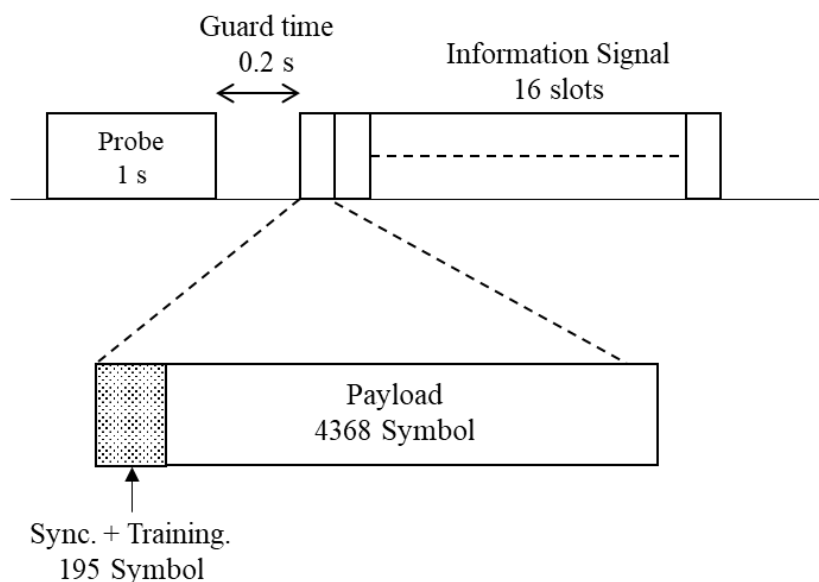 Guard time
0.2 s
Information Signal
16 slots
Probe
1 s
Payload
4368 Symbol
Sync. + Training.
195 Symbol